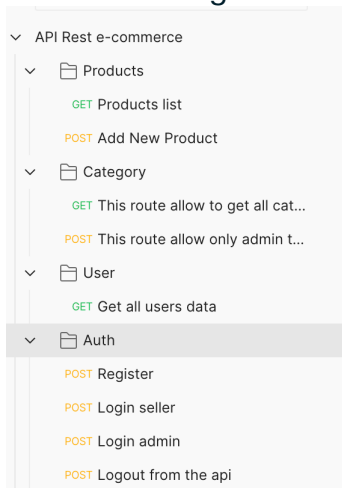 API Rest e-commerce
Products
GET Products list
POST Add New Product
Category
GET This route allow to get all cat...
POST This route allow only admin t...
User
GET Get all users data
Auth
POST Register
POST Login seller
POST Login admin
POST Logout from the api